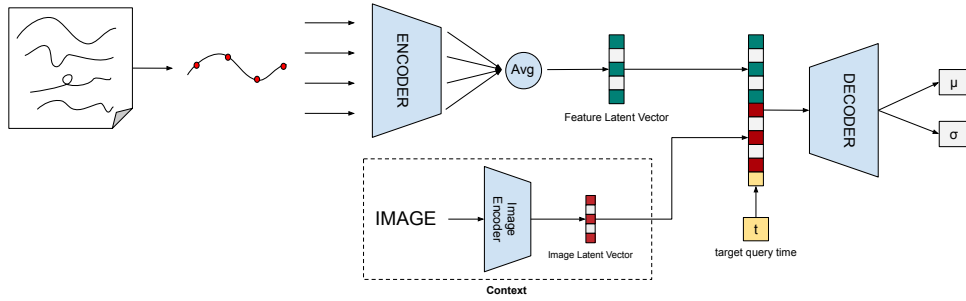 ENCODER
Avg
Feature Latent Vector
DECODER
μ
σ
IMAGE
Image
Encoder
Image Latent Vector
t
target query time
Context